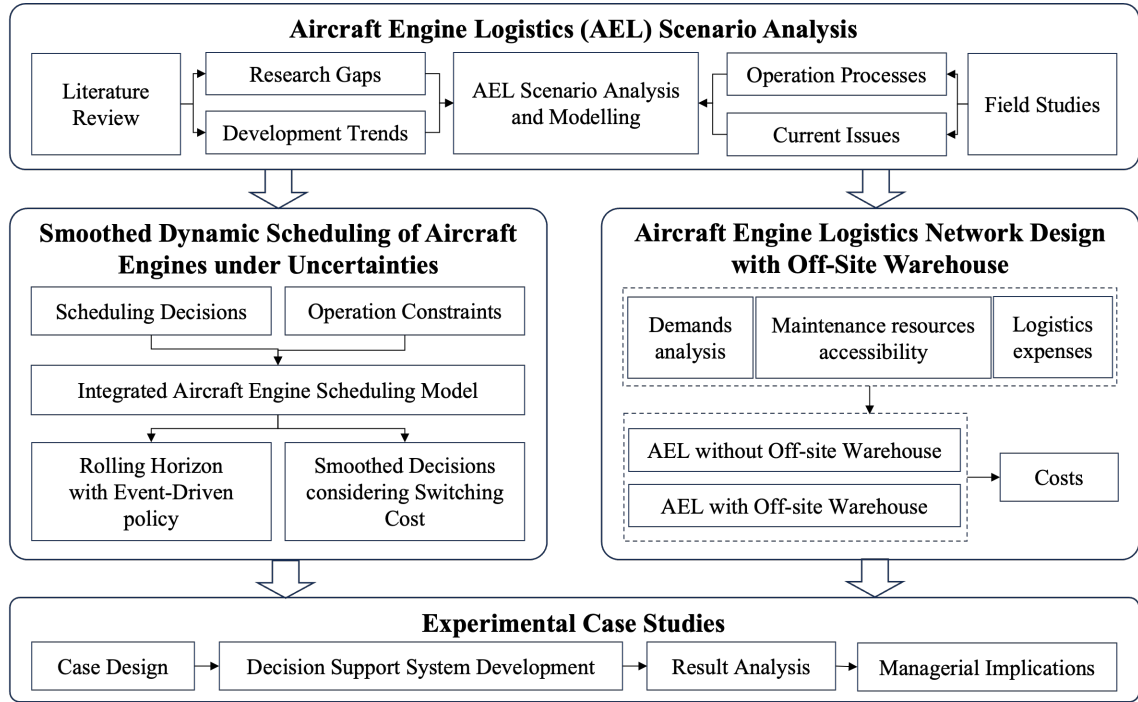 Aircraft Engine Logistics (AEL) Scenario Analysis
Literature
Review
Research Gaps
Development Trends
AEL Scenario Analysis
and Modelling
Operation Processes
Current Issues
Field Studies
Smoothed Dynamic Scheduling of Aircraft
Engines under Uncertainties
Scheduling Decisions
Operation Constraints
Integrated Aircraft Engine Scheduling Model
Rolling Horizon
with Event-Driven
policy
Smoothed Decisions
considering Switching
Cost
Aircraft Engine Logistics Network Design
with Off-Site Warehouse
Demands
analysis
Maintenance resources
accessibility
Logistics
expenses
AEL without Off-site Warehouse
AEL with Off-site Warehouse
Costs
Experimental Case Studies
Case Design
Decision Support System Development
Result Analysis
Managerial Implications